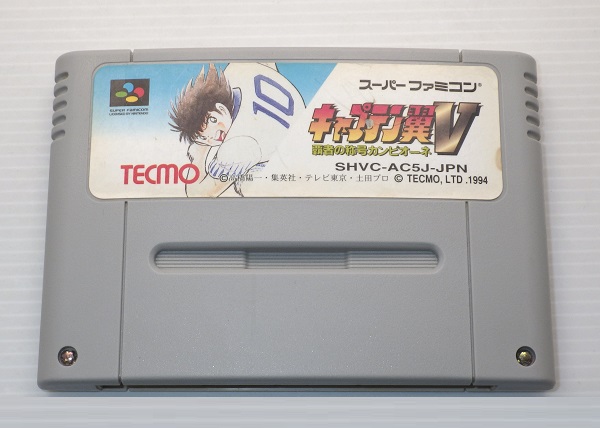 SUPER FAMICOM
LICENSED BY NINTENDO
10
スーパーファミコン®
キャプテン翼V
覇者の称号カンピオーネ
SHVC-AC5J-JPN
TECMO
©高橋陽一・集英社・テレビ東京・土田プロ © TECMO, LTD. 1994